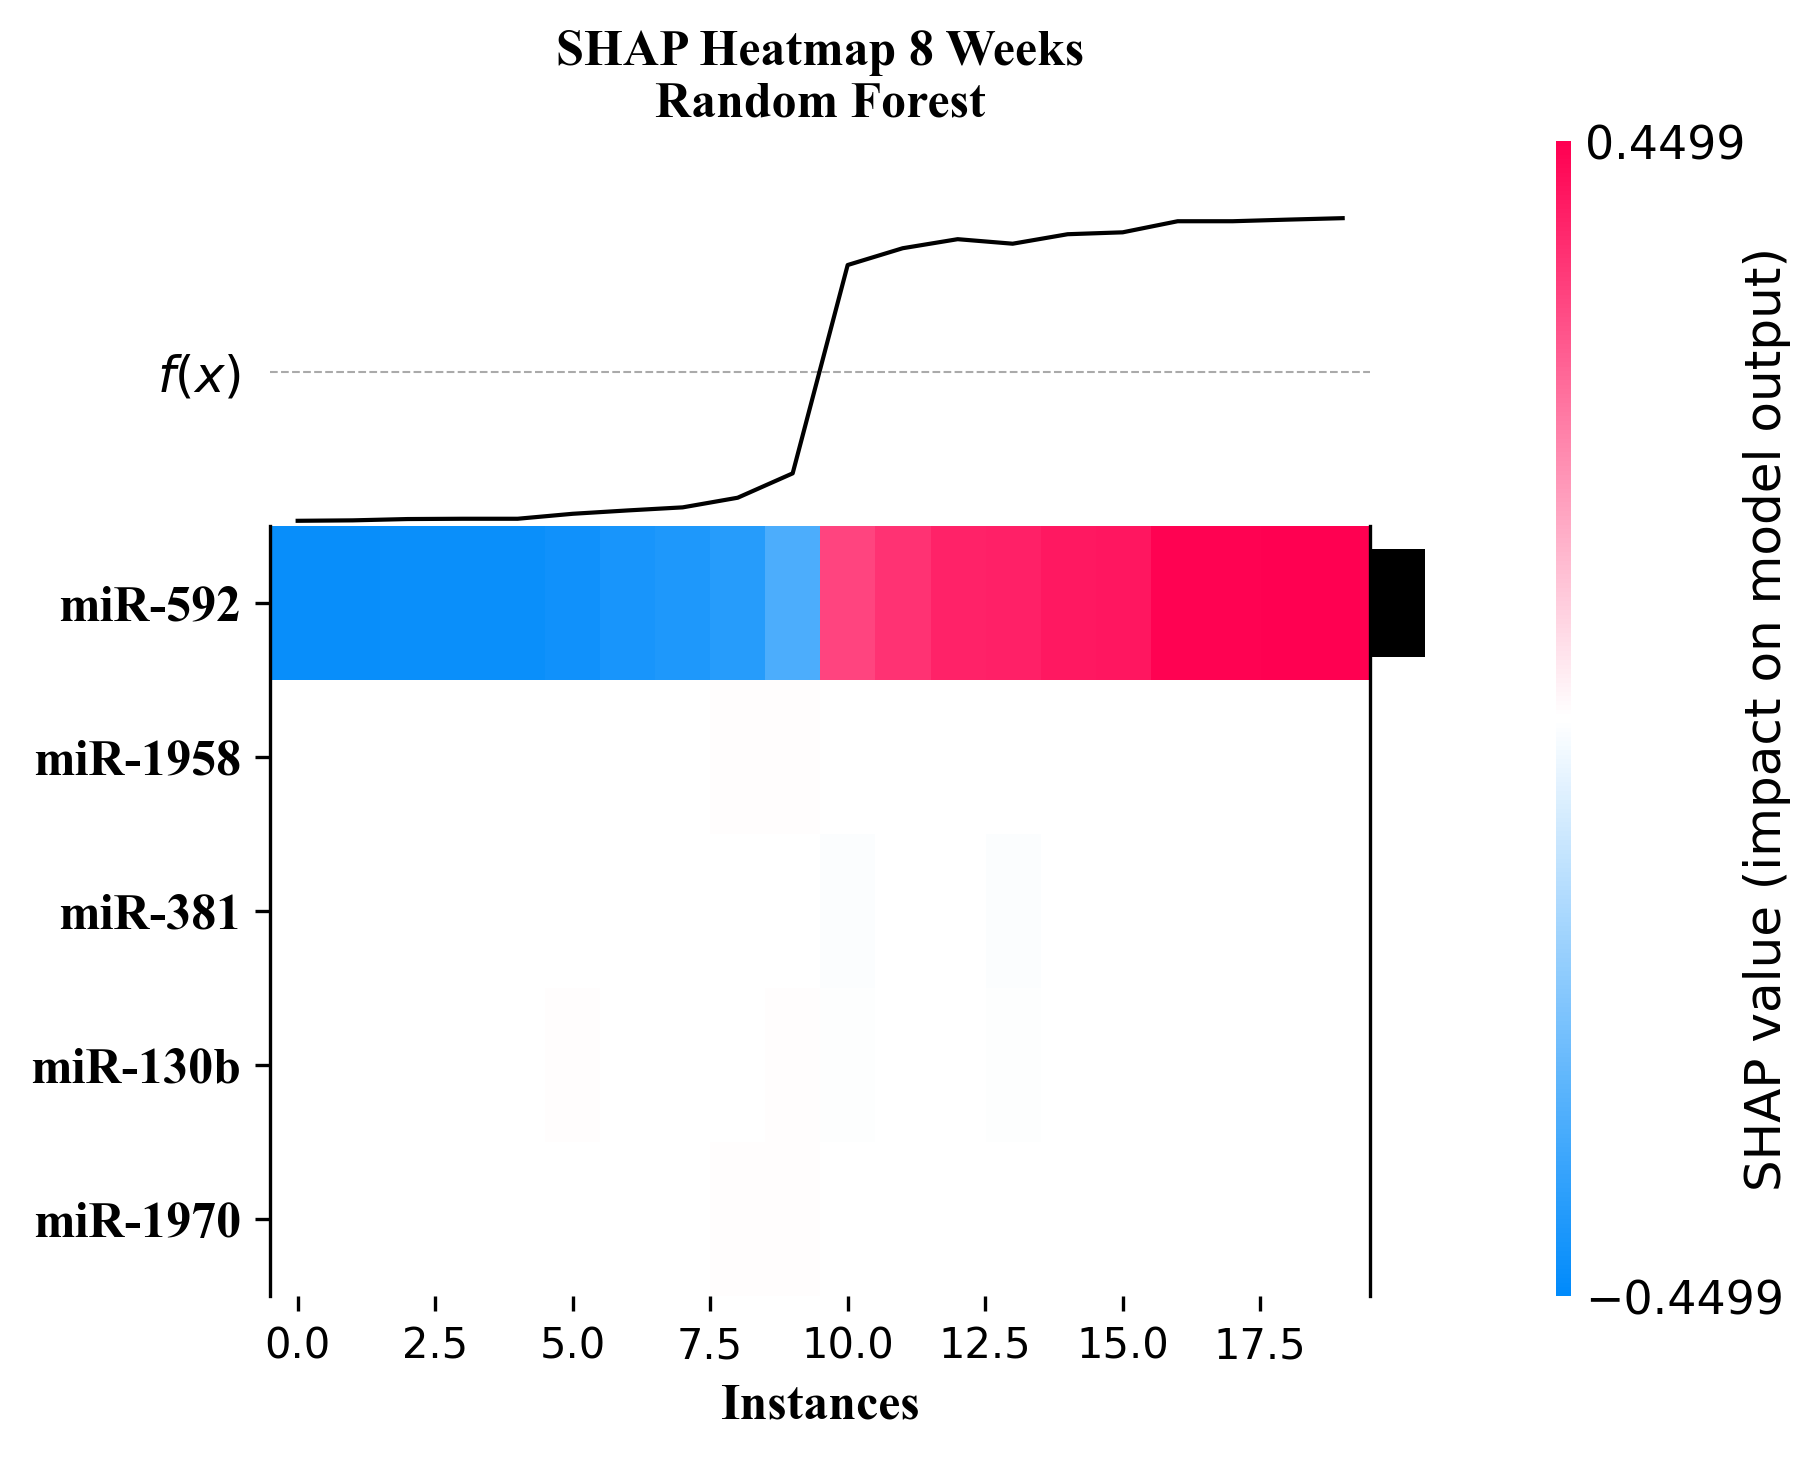 SHAP Heatmap 8 Weeks
Random Forest
0.4499
f(x)
miR-592
miR-1958
miR-381
miR-130b
miR-1970
SHAP value (impact on model output)
−0.4499
0.0 2.5 5.0 7.5 10.0 12.5 15.0 17.5
Instances